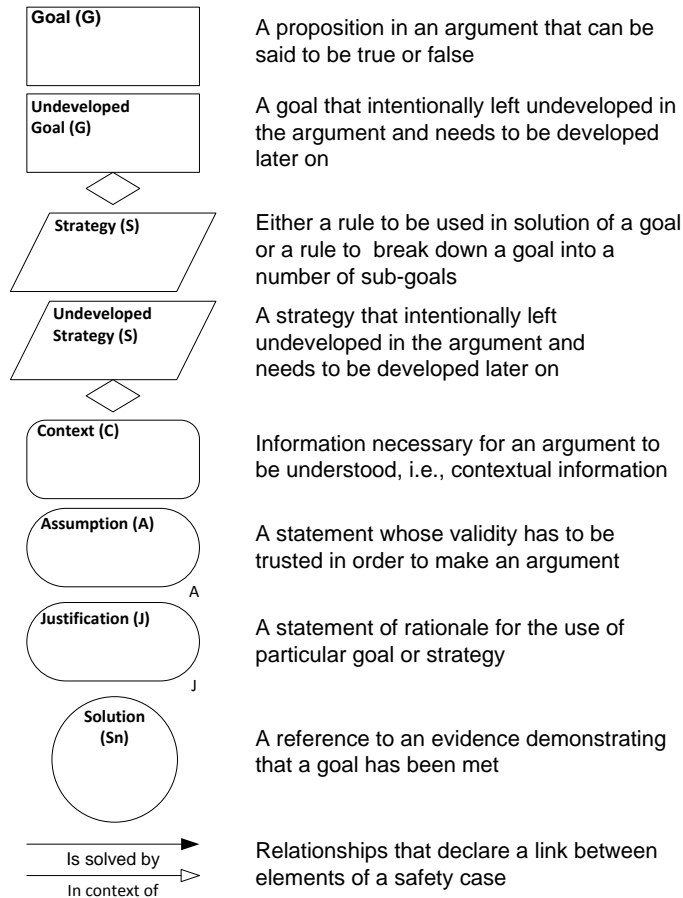 Goal (G)
A proposition in an argument that can be
said to be true or false
Undeveloped
Goal (G)
A goal that intentionally left undeveloped in
the argument and needs to be developed
later on
Strategy (S)
Either a rule to be used in solution of a goal
or a rule to break down a goal into a
number of sub-goals
Undeveloped
Strategy (S)
A strategy that intentionally left
undeveloped in the argument and
needs to be developed later on
Context (C)
Information necessary for an argument to
be understood, i.e., contextual information
Assumption (A)
A
A statement whose validity has to be
trusted in order to make an argument
Justification (J)
J
A statement of rationale for the use of
particular goal or strategy
Solution
(Sn)
A reference to an evidence demonstrating
that a goal has been met
Is solved by
In context of
Relationships that declare a link between
elements of a safety case